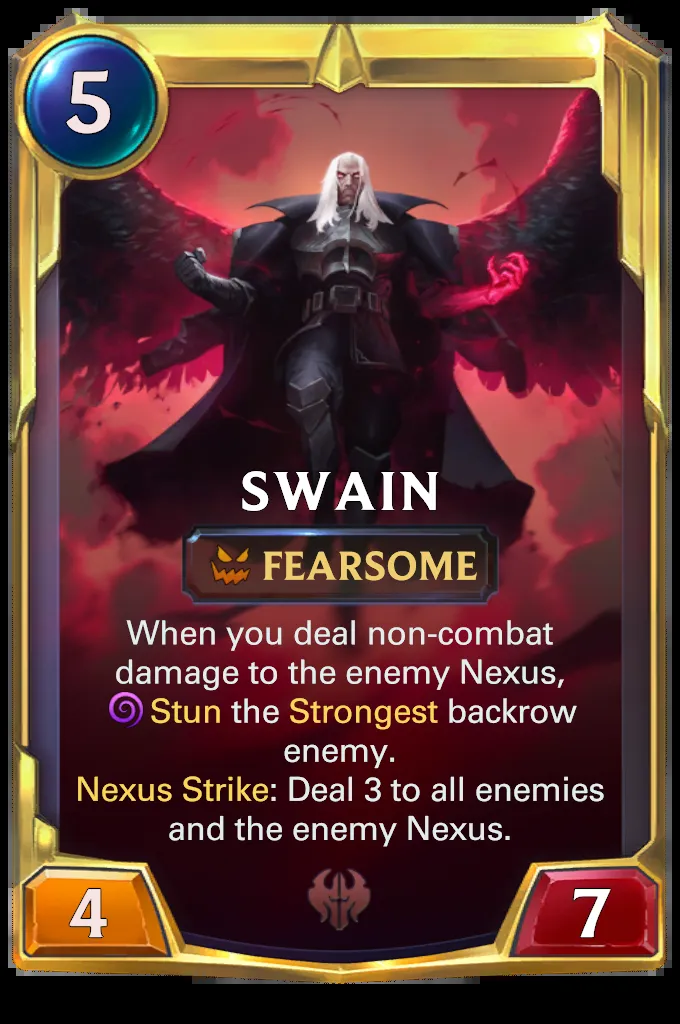 5
SWAIN
FEARSOME
When you deal non-combat
damage to the enemy Nexus,
Stun the Strongest backrow
enemy.
Nexus Strike: Deal 3 to all enemies
and the enemy Nexus.
4
7